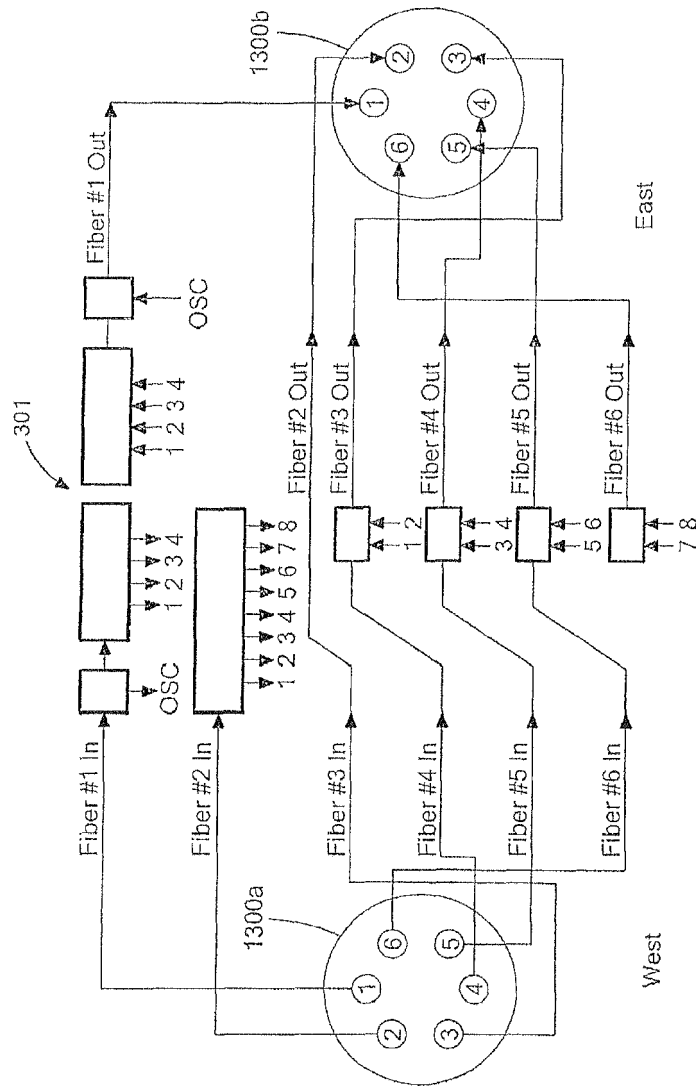 301
Fiber #1 In
OSC
1 2 3 4
1 2 3 4
OSC
Fiber #1 Out
Fiber #2 In
1 2 3 4 5 6 7 8
Fiber #2 Out
Fiber #3 In
Fiber #3 Out
1 2
Fiber #4 In
Fiber #4 Out
3 4
Fiber #5 In
Fiber #5 Out
5 6
Fiber #6 In
Fiber #6 Out
7 8
1300a
1
2
3
4
5
6
West
1300b
1
2
3
4
5
6
East